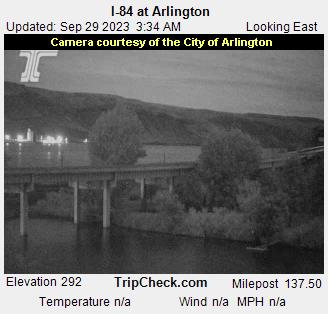 I-84 at Arlington
Updated: Sep 29 2023 3:34 AM Looking East
Camera courtesy of the City of Arlington
Elevation 292 TripCheck.com Milepost 137.50
Temperature n/a Wind n/a MPH n/a